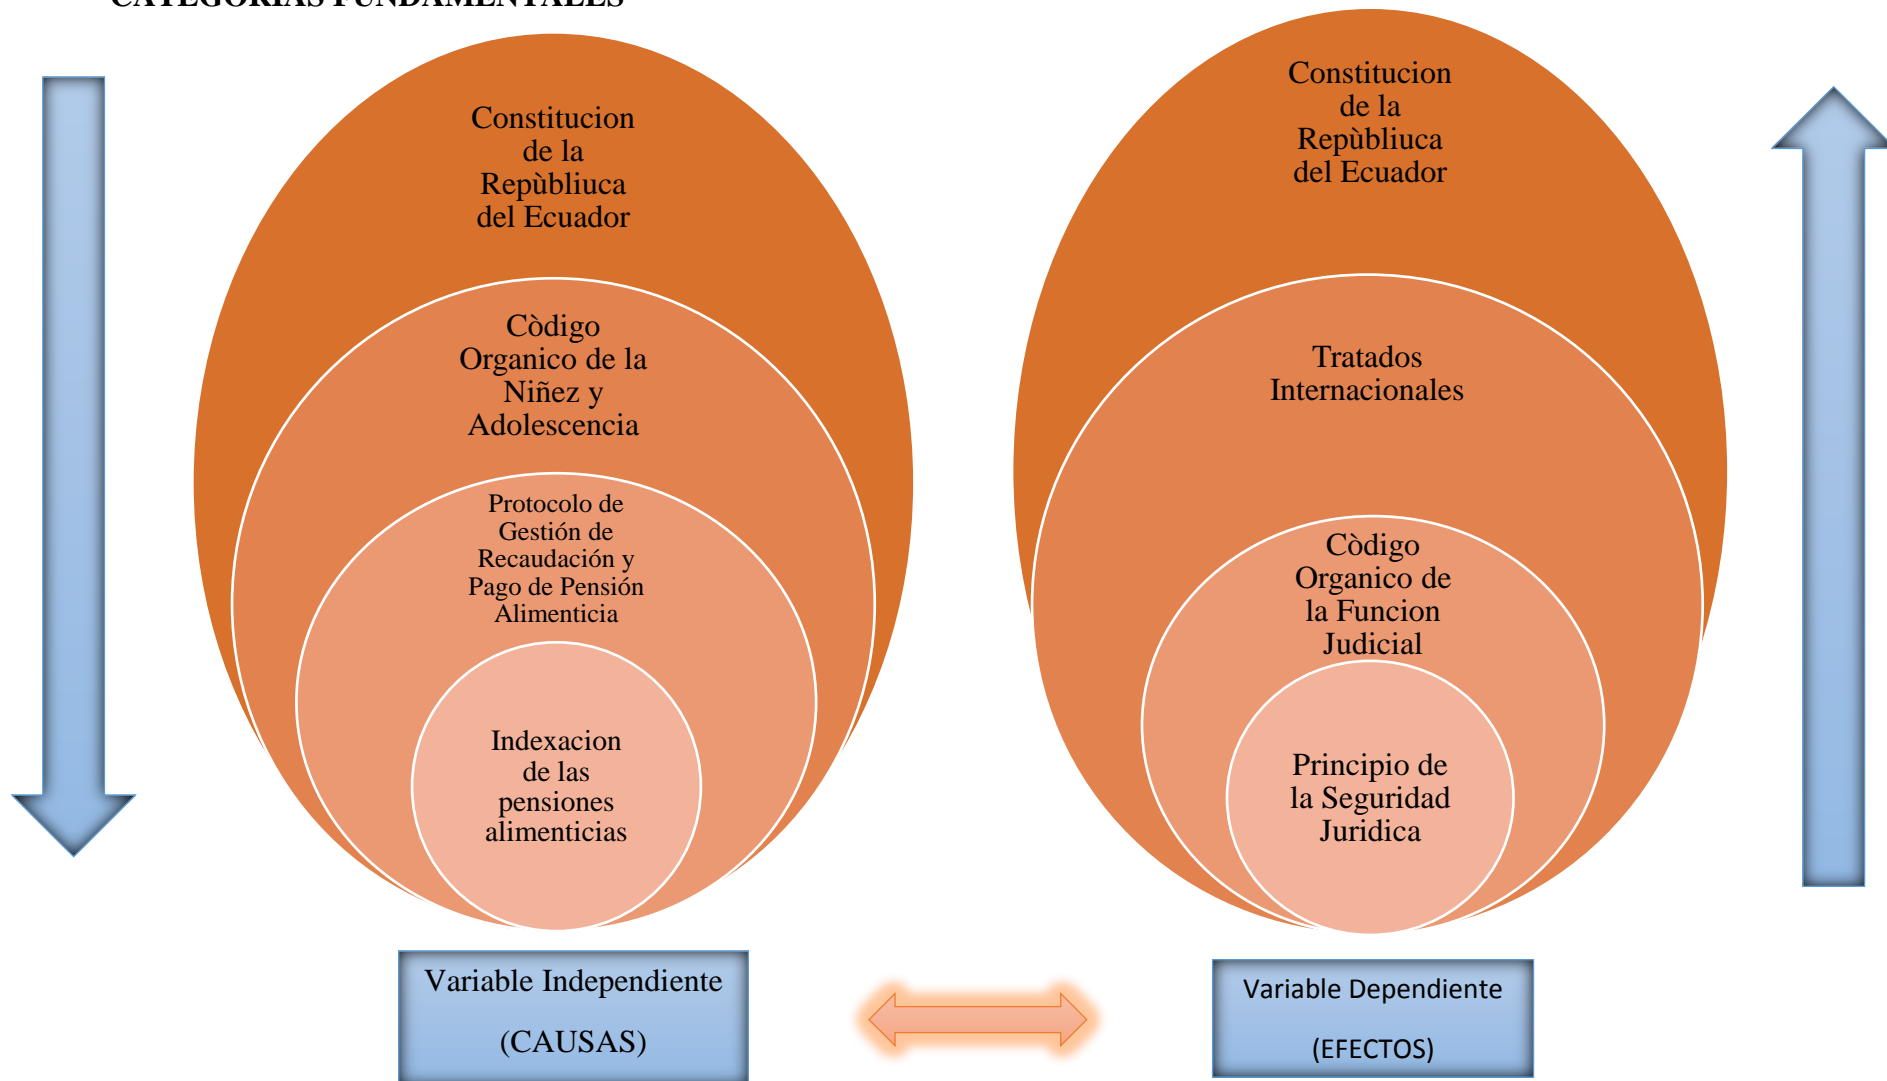 CATEGORÍAS FUNDAMENTALES
Constitucion
de la
Repùbliuca
del Ecuador
Còdigo
Organico de la
Niñez y
Adolescencia
Protocolo de
Gestión de
Recaudación y
Pago de Pensión
Alimenticia
Indexacion
de las
pensiones
alimenticias
Variable Independiente
(CAUSAS)
Constitucion
de la
Repùbliuca
del Ecuador
Tratados
Internacionales
Còdigo
Organico de
la Funcion
Judicial
Principio de
la Seguridad
Juridica
Variable Dependiente
(EFECTOS)